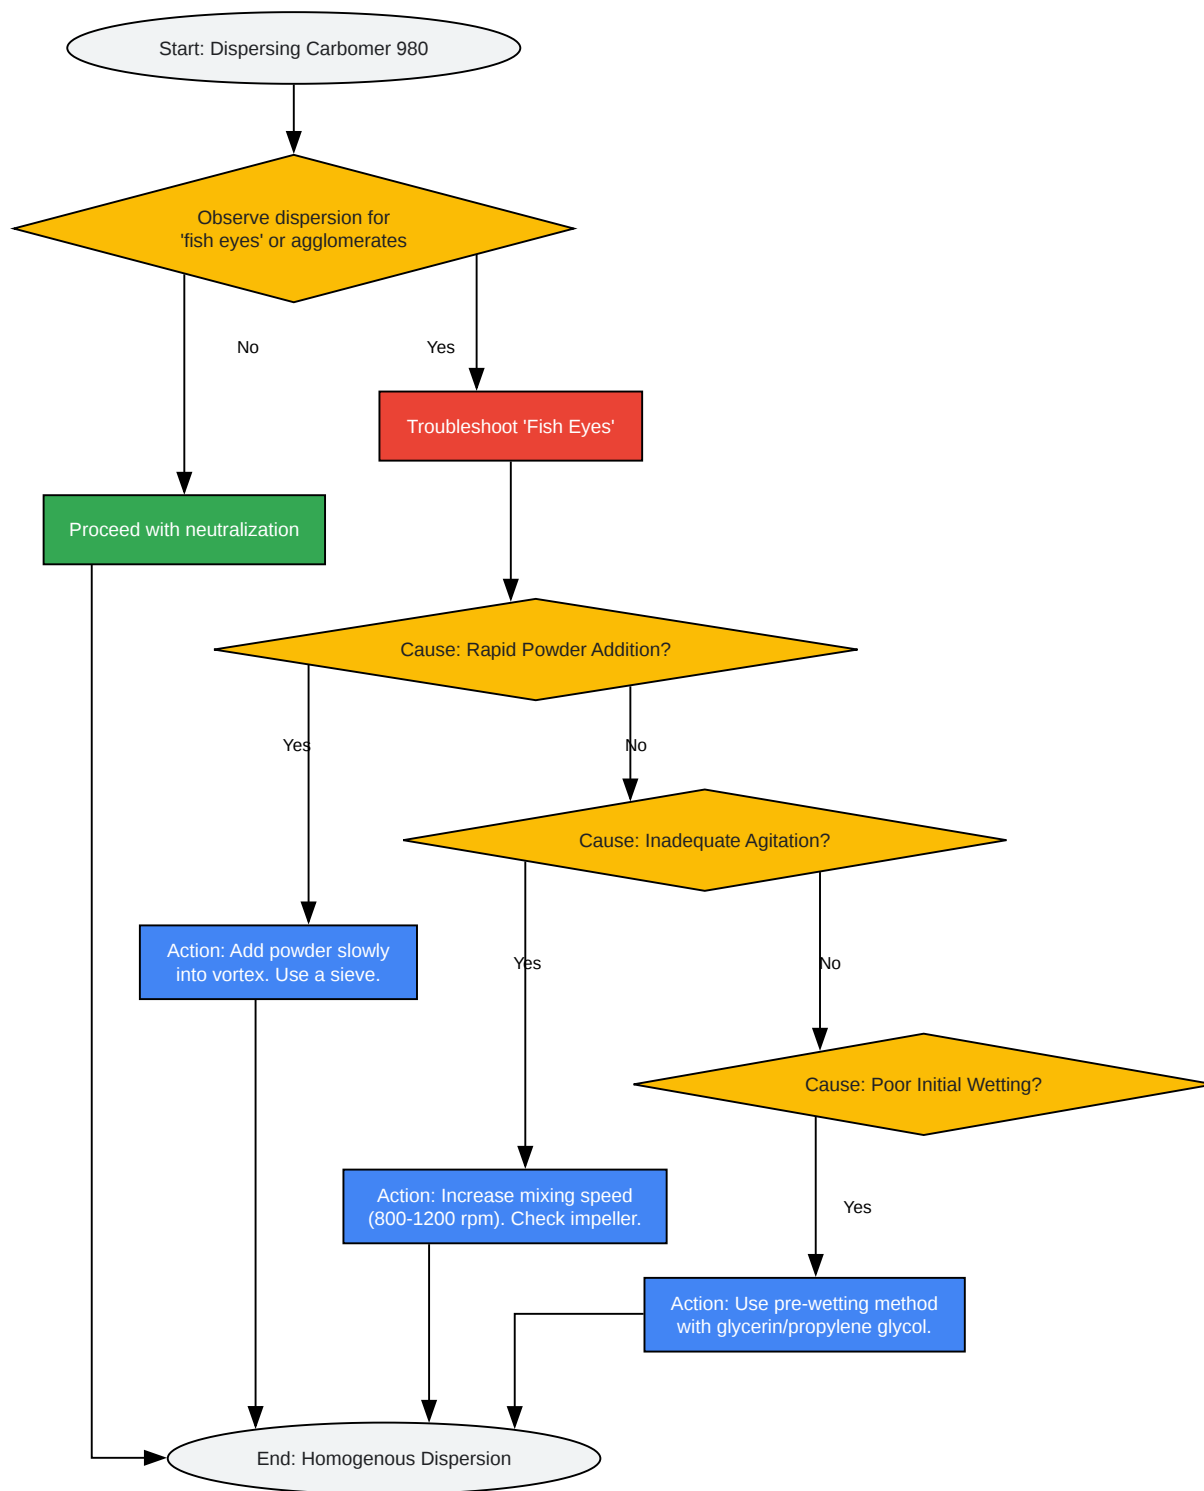 Start: Dispersing Carbomer 980
Observe dispersion for
'fish eyes' or agglomerates
No
Yes
Troubleshoot 'Fish Eyes'
Proceed with neutralization
Cause: Rapid Powder Addition?
Yes
No
Cause: Inadequate Agitation?
Action: Add powder slowly
into vortex. Use a sieve.
Yes
No
Cause: Poor Initial Wetting?
Action: Increase mixing speed
(800-1200 rpm). Check impeller.
Yes
Action: Use pre-wetting method
with glycerin/propylene glycol.
End: Homogenous Dispersion